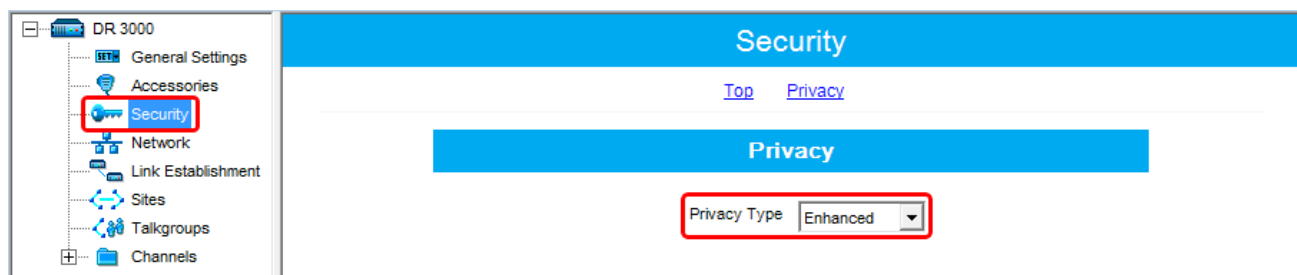 DR 3000
SET
General Settings
Accessories
Security
Network
Link Establishment
Sites
Talkgroups
Channels
Security
Top Privacy
Privacy
Privacy Type Enhanced